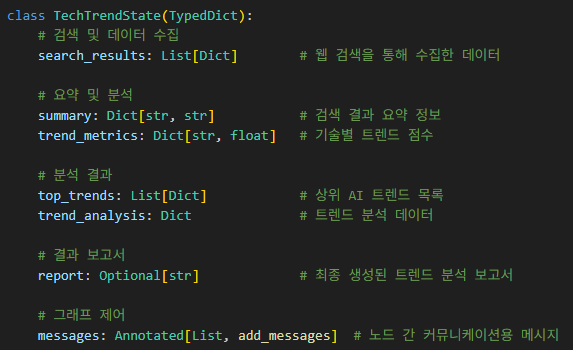 class TechTrendState(TypedDict):
# 검색 및 데이터 수집
search_results: List[Dict] # 웹 검색을 통해 수집한 데이터
# 요약 및 분석
summary: Dict[str, str] # 검색 결과 요약 정보
trend_metrics: Dict[str, float] # 기술별 트렌드 점수
# 분석 결과
top_trends: List[Dict] # 상위 AI 트렌드 목록
trend_analysis: Dict # 트렌드 분석 데이터
# 결과 보고서
report: Optional[str] # 최종 생성된 트렌드 분석 보고서
# 그래프 제어
messages: Annotated[List, add_messages] # 노드 간 커뮤니케이션용 메시지